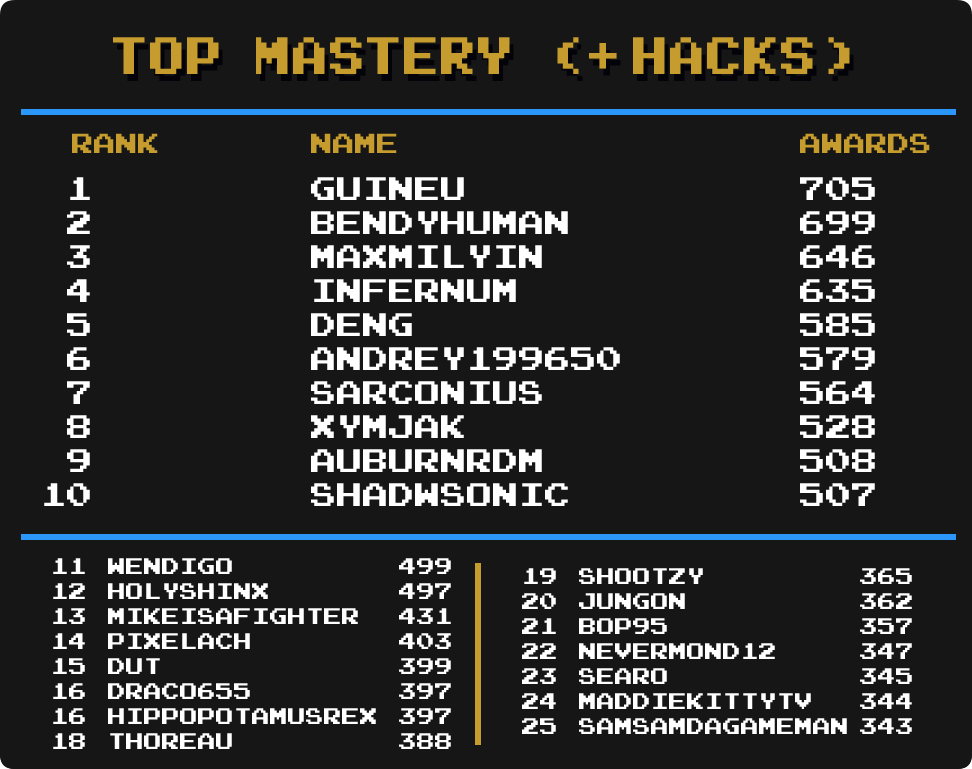 TOP MASTERY (+HACKS)
RANK NAME AWARDS
1 GUINEU 705
2 BENDYHUMAN 699
3 MAXMILYIN 646
4 INFERNUM 635
5 DENG 585
6 ANDREY199650 579
7 SARCONIUS 564
8 XYMJAK 528
9 AUBURNRDM 508
10 SHADWSONIC 507
11 WENDIGO 499
12 HOLYSHINX 497
13 MIKEISAFIGHTER 431
14 PIXELACH 403
15 DUT 399
16 DRACO655 397
16 HIPPOPOTAMUSREX 397
18 THOREAU 388
19 SHOOTZY 365
20 JUNGON 362
21 BOP95 357
22 NEVERMOND12 347
23 SEARO 345
24 MADDIEKITTYTV 344
25 SAMSAMDAGAMEMAN 343